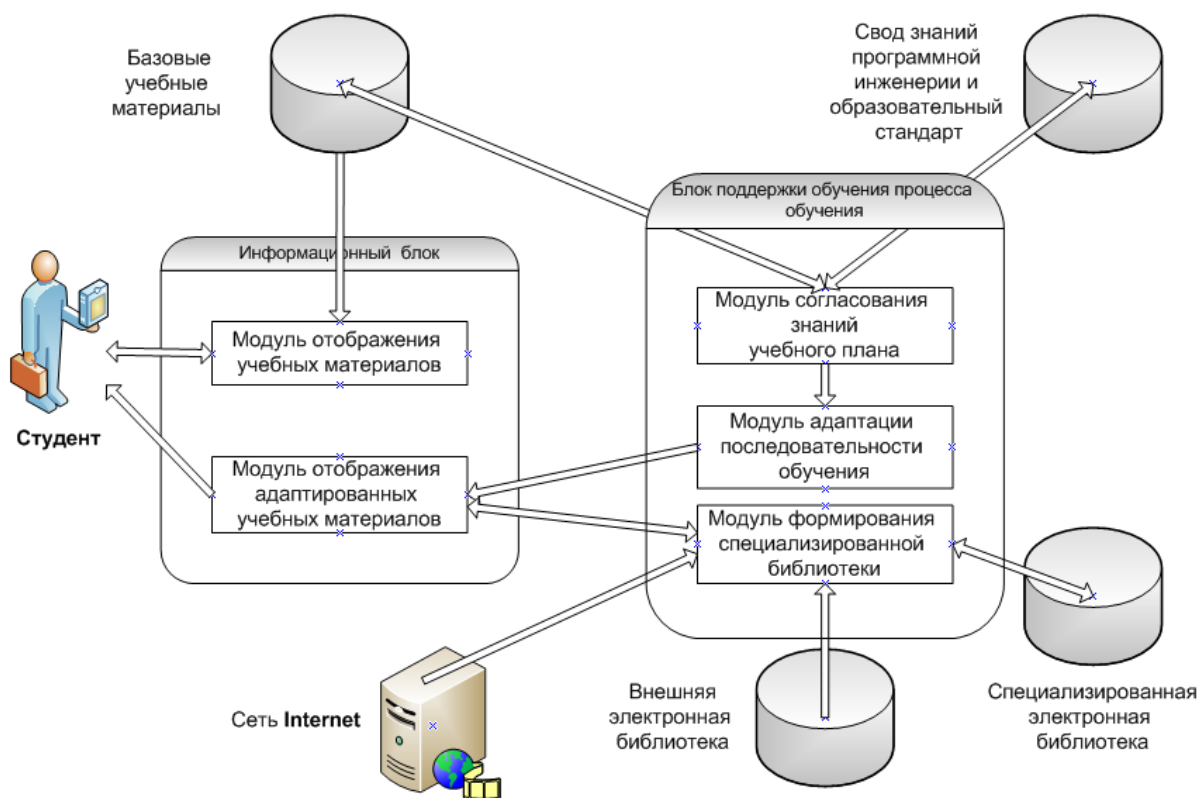 Базовые
учебные
материалы
Свод знаний
программной
инженерии и
образовательный
стандарт
Блок поддержки обучения процесса
обучения
Информационный блок
Модуль согласования
знаний
учебного плана
Модуль отображения
учебных материалов
Студент
Модуль адаптации
последовательности
обучения
Модуль отображения
адаптированных
учебных материалов
Модуль формирования
специализированной
библиотеки
Сеть Internet
Внешняя
электронная
библиотека
Специализированная
электронная
библиотека